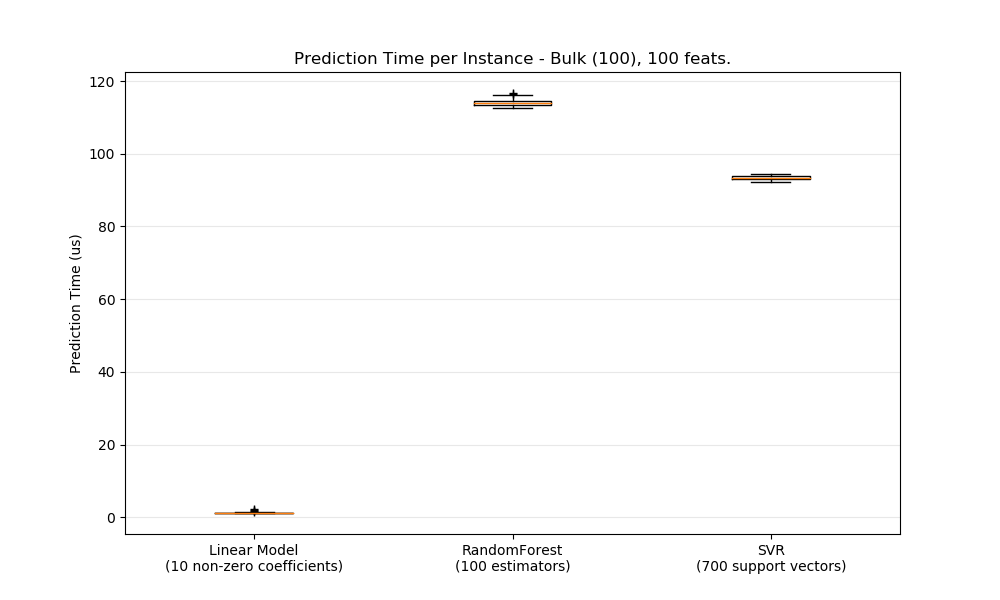 Prediction Time per Instance - Bulk (100), 100 feats.
120
100
80
60
40
20
0
Prediction Time (us)
Linear Model
(10 non-zero coefficients)
RandomForest
(100 estimators)
SVR
(700 support vectors)